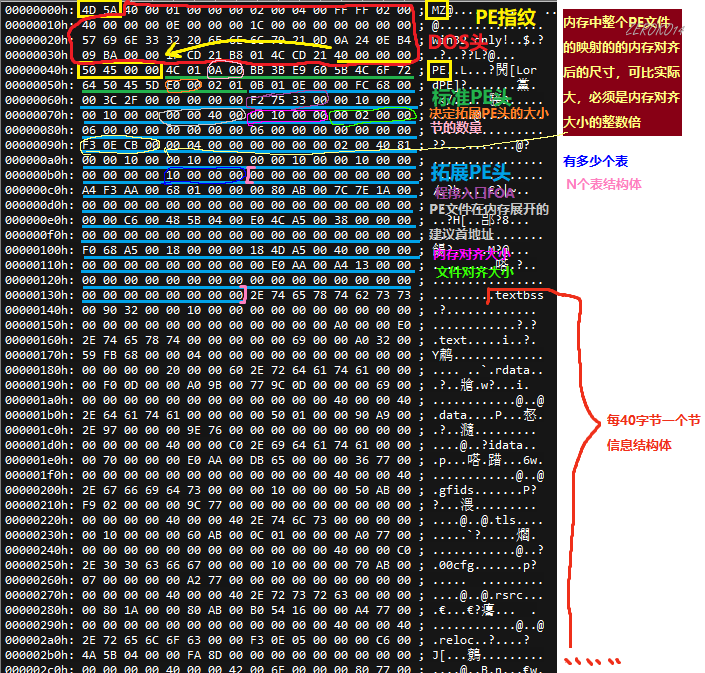 00000000h: 4D 5A 40 00 01 00 00 00 02 00 04 00 FF FF 02 00 ; MZ@.
PE指纹
00000010h: 40 00 00 00 0E 00 00 00 1C 00 00 00 00 00 00 00 ; @...............
00000020h: 57 69 6E 33 32 20 6E 6C 79 21 0D 0A 24 0E B4 ; Win32 nly!..$.?
DOS头
00000030h: 09 BA 00 00 CD 21 B8 01 4C CD 21 40 00 00 00
00000040h: 50 45 00 00 4C 01 0A 00 BB 3B E9 60 5B 4C 6F 72 ; PE..L...?閇[Lor
00000050h: 64 50 45 5D E0 00 02 01 0B 01 0E 00 00 FC 68 00 ; dPE]
标准PE头
00000060h: 00 3C 2F 00 00 00 00 00 F2 75 33 00 00 10 00 00
00000070h: 00 10 00 00 00 00 40 00 00 10 00 00 00 02 00 00
决定拓展PE头的大小
00000080h: 06 00 00 00 00 00 00 00 06 00 00 00 00 00 00 00
节的数量
00000090h: F3 0E CB 00 00 00 00 00 00 00 02 00 40 81 ; ??
000000a0h: 00 00 10 00 00 10 00 00 00 00 10 00 00 10 00 00
000000b0h: 00 00 00 00 10 00 00 00 00 00 00 00 00 00 00 00
拓展PE头
000000c0h: A4 F3 AA 00 68 01 00 00 00 80 AB 00 7C 7E 1A 00
程序入口FOA
000000d0h: 00 00 00 00 00 00 00 00 00 00 00 00 00 00 00 00
PE文件在内存展开的
000000e0h: 00 00 C6 00 48 5B 04 00 E0 C4 A5 00 38 00 00 00 ; ..?H[..郘?8...
建议首地址
000000f0h: 00 00 00 00 00 00 00 00 00 00 00 00 00 00 00 00
00000100h: F0 68 A5 00 18 00 00 00 18 4D A5 00 40 00 00 00
内存对齐大小
00000110h: 00 00 00 00 00 00 00 00 00 E0 AA 00 A4 13 00 00
文件对齐大小
00000120h: 00 00 00 00 00 00 00 00 00 00 00 00 00 00 00 00 ; ................
00000130h: 00 00 00 00 00 00 00 00 2E 74 65 78 74 62 73 73 ; .........textbss
00000140h: 00 90 32 00 00 10 00 00 00 00 00 00 00 00 00 00 ; .?..............
00000150h: 00 00 00 00 00 00 00 00 00 00 00 00 A0 00 00 E0 ; ............?.?
00000160h: 2E 74 65 78 74 00 00 00 00 00 69 00 00 A0 32 00 ; .text.....i..?.
00000170h: 59 FB 68 00 00 04 00 00 00 00 00 00 00 00 00 00 ; Y鹓.............
00000180h: 00 00 00 00 20 00 00 60 2E 72 64 61 74 61 00 00 ; .... ..`.rdata..
00000190h: 00 F0 0D 00 00 A0 9B 00 77 9C 0D 00 00 00 69 00 ; .?..牄.w?...i.
000001a0h: 00 00 00 00 00 00 00 00 00 00 00 00 40 00 00 40 ; ............@..@
000001b0h: 2E 64 61 74 61 00 00 00 00 50 01 00 00 90 A9 00 ; .data....P...
000001c0h: 2E 97 00 00 00 9E 76 00 00 00 00 00 00 00 00 00
000001d0h: 00 00 00 00 40 00 00 C0 2E 69 64 61 74 61 00 00 ; ....@..?idata..
000001e0h: 00 70 00 00 00 E0 AA 00 DB 65 00 00 00 36 77 00 ; .p...嗒.踖...6w.
000001f0h: 00 00 00 00 00 00 00 00 00 00 00 00 40 00 00 40 ; ............@..@
00000200h: 2E 67 66 69 64 73 00 00 00 10 00 00 00 50 AB 00 ; .gfids.......P?
00000210h: F9 02 00 00 00 9C 77 00 00 00 00 00 00 00 00 00
00000220h: 00 00 00 00 40 00 00 40 2E 74 6C 73 00 00 00 00 ; ....@..@.tls....
00000230h: 00 10 00 00 00 60 AB 00 0C 01 00 00 00 A0 77 00
00000240h: 00 00 00 00 00 00 00 00 00 00 00 00 40 00 00 C0 ; ............@..?
00000250h: 2E 30 30 63 66 67 00 00 00 10 00 00 00 70 AB 00 ; .00cfg.......p?
00000260h: 07 00 00 00 00 A2 77 00 00 00 00 00 00 00 00 00
00000270h: 00 00 00 00 40 00 00 40 2E 72 73 72 63 00 00 00 ; ....@..@.rsrc...
00000280h: 00 80 1A 00 00 80 AB 00 B0 54 16 00 00 A4 77 00
00000290h: 00 00 00 00 00 00 00 00 00 00 00 00 40 00 00 40 ; ............@..@
000002a0h: 2E 72 65 6C 6F 63 00 00 F3 E0 05 00 00 00 C6 00 ; .reloc..?....?
000002b0h: 4A 5B 04 00 00 FA 8D 00 00 00 00 00 00 00 00 00
000002c0h: 00 00 00 00 40 00 00 42 00 6E 0D 00 00 80 77 00
内存中整个PE文件
的映射的的内存对齐
后的尺寸，可比实际
大，必须是内存对齐
大小的整数倍
有多少个表
N个表结构体
每40字节一个节
信息结构体